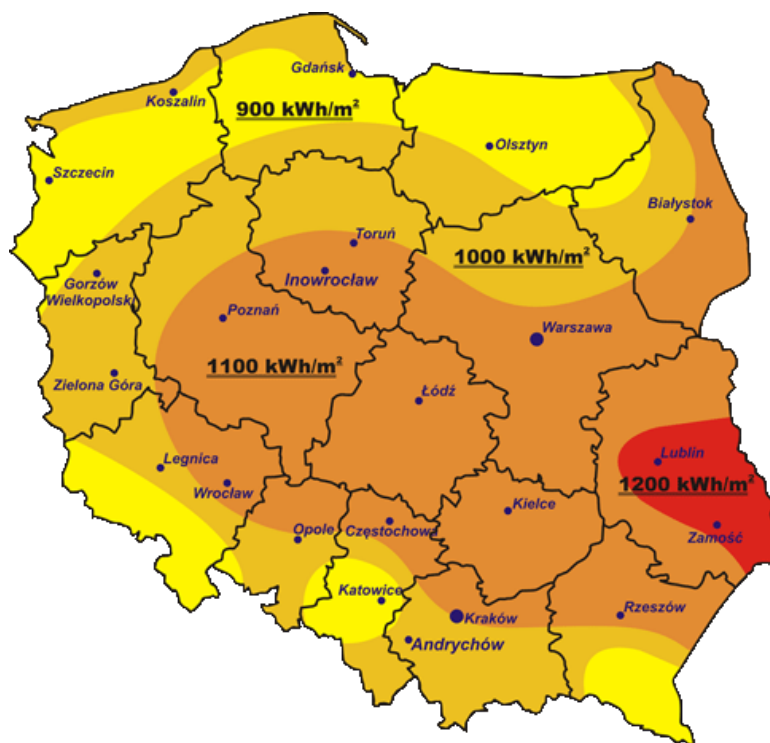 Gdańsk
Koszalin
900 kWh/m²
Olsztyn
Szczecin
Białystok
Toruń
1000 kWh/m²
Gorzów
Wielkopolski
Inowrocław
Poznań
Warszawa
1100 kWh/m²
Zielona Góra
Łódź
Legnica
Lublin
Wrocław
1200 kWh/m²
Kielce
Opole
Częstochowa
Zamość
Katowice
Kraków
Rzeszów
Andrychów